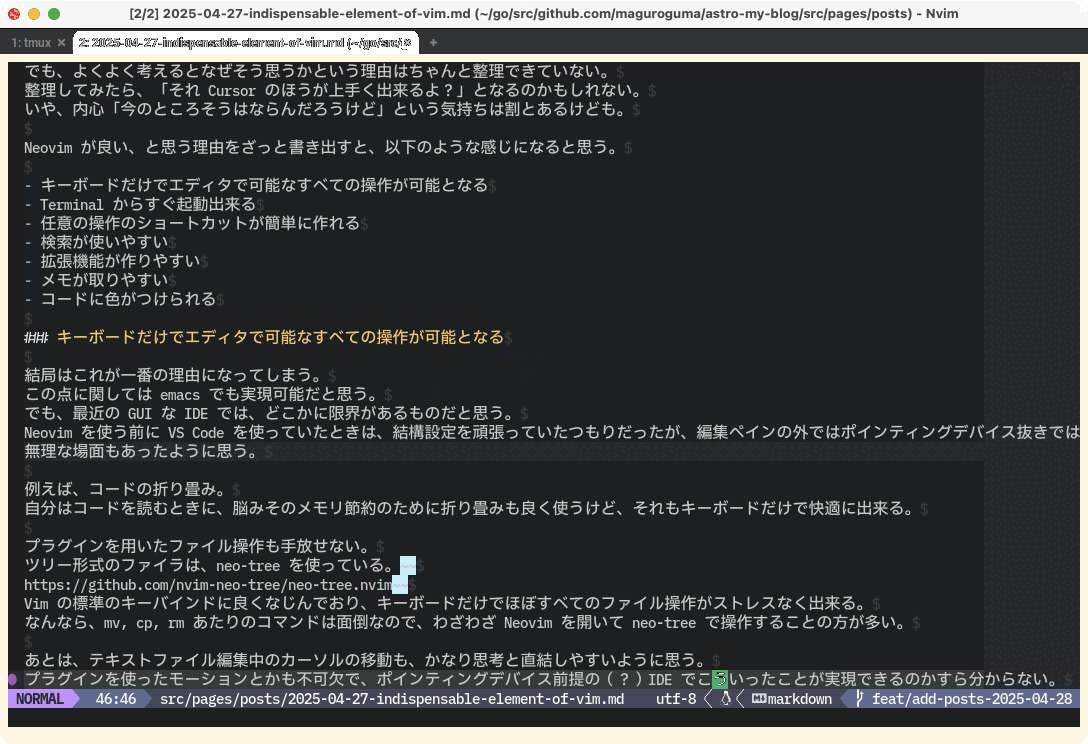 [2/2] 2025-04-27-indispensable-element-of-vim.md (~/go/src/github.com/maguroguma/astro-my-blog/src/pages/posts) - Nvim
1: tmux × 2: 2025-04-27-indispensable-element-of-vim.md (~/go/src/ × +
でも、よくよく考えるとなぜそう思うかという理由はちゃんと整理できていない。$
整理してみたら、「それ Cursor のほうが上手く出来るよ？」となるのかもしれない。$
いや、内心「今のところそうはならんだろうけど」という気持ちは割とあるけども。$
$
Neovim が良い、と思う理由をざっと書き出すと、以下のような感じになると思う。$
$
- キーボードだけでエディタで可能なすべての操作が可能となる$
- Terminal からすぐ起動出来る$
- 任意の操作のショートカットが簡単に作れる$
- 検索が使いやすい$
- 拡張機能が作りやすい$
- メモが取りやすい$
- コードに色がつけられる$
$
### キーボードだけでエディタで可能なすべての操作が可能となる$
$
結局はこれが一番の理由になってしまう。$
この点に関しては emacs でも実現可能だと思う。$
でも、最近の GUI な IDE では、どこかに限界があるものだと思う。$
Neovim を使う前に VS Code を使っていたときは、結構設定を頑張っていたつもりだったが、編集ペインの外ではポインティングデバイス抜きでは
無理な場面もあったように思う。$
$
例えば、コードの折り畳み。$
自分はコードを読むときに、脳みそのメモリ節約のために折り畳みも良く使うけど、それもキーボードだけで快適に出来る。$
$
プラグインを用いたファイル操作も手放せない。$
ツリー形式のファイラは、neo-tree を使っている。~~$
https://github.com/nvim-neo-tree/neo-tree.nvim~~$
Vim の標準のキーバインドに良くなじんでおり、キーボードだけでほぼすべてのファイル操作がストレスなく出来る。$
なんなら、mv, cp, rm あたりのコマンドは面倒なので、わざわざ Neovim を開いて neo-tree で操作することの方が多い。$
$
あとは、テキストファイル編集中のカーソルの移動も、かなり思考と直結しやすいように思う。$
プラグインを使ったモーションとかも不可欠で、ポインティングデバイス前提の（？）IDE でこういったことが実現できるのかすら分からない。$
NORMAL 46:46 src/pages/posts/2025-04-27-indispensable-element-of-vim.md utf-8 markdown feat/add-posts-2025-04-28